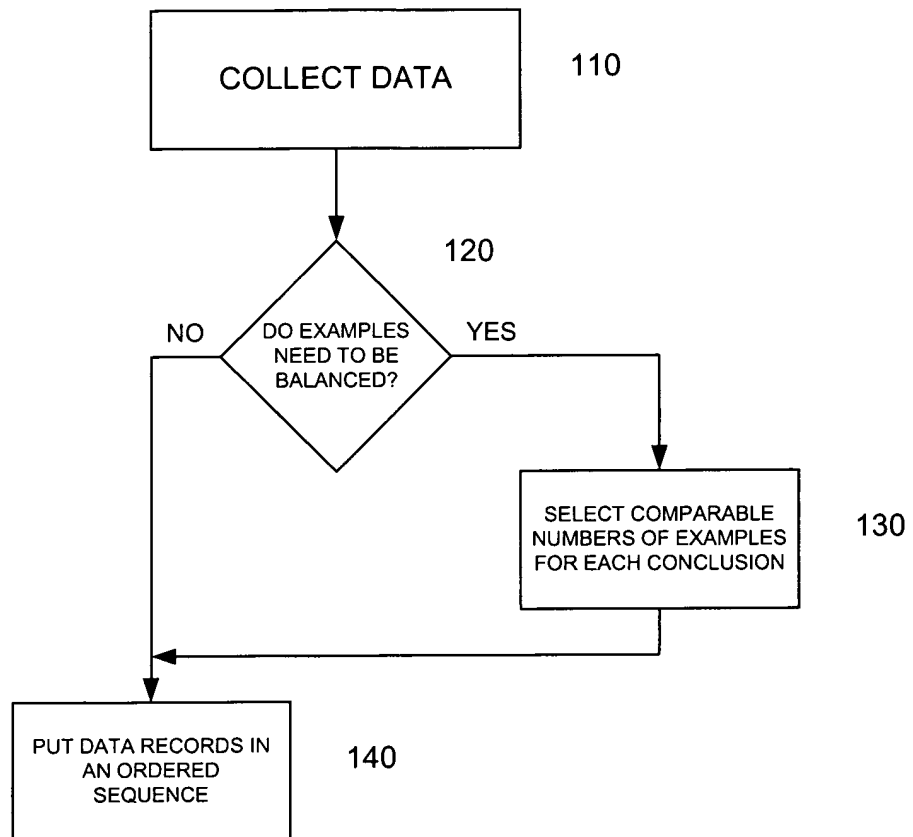 COLLECT DATA
110
120
NO
DO EXAMPLES
NEED TO BE
BALANCED?
YES
SELECT COMPARABLE
NUMBERS OF EXAMPLES
FOR EACH CONCLUSION
130
PUT DATA RECORDS IN
AN ORDERED
SEQUENCE
140